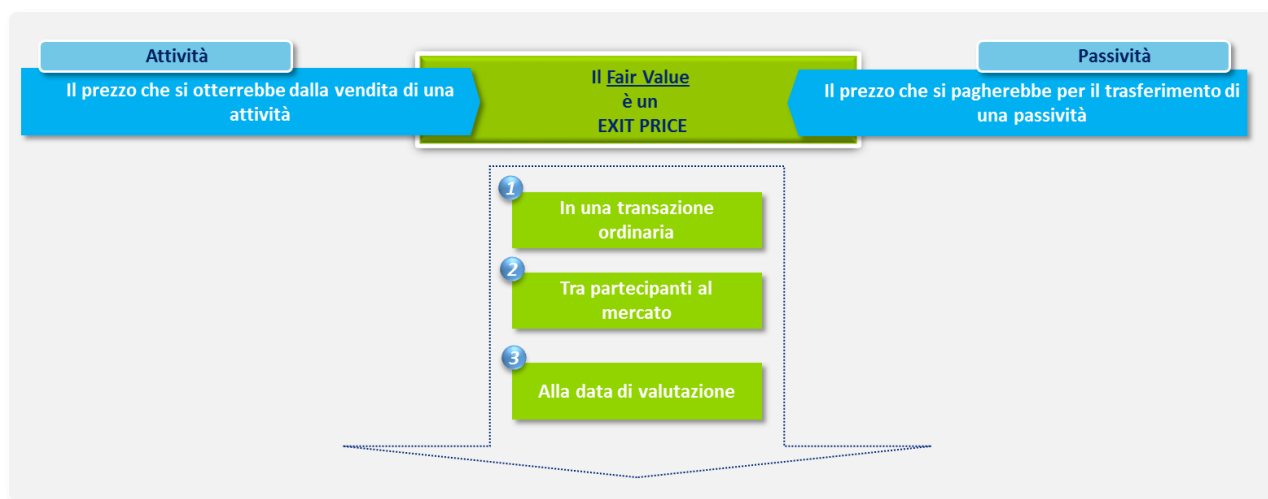 Attività
Il prezzo che si otterrebbe dalla vendita di una
attività
Il Fair Value
è un
EXIT PRICE
Passività
Il prezzo che si pagherebbe per il trasferimento di
una passività
1
In una transazione
ordinaria
2
Tra partecipanti al
mercato
3
Alla data di valutazione